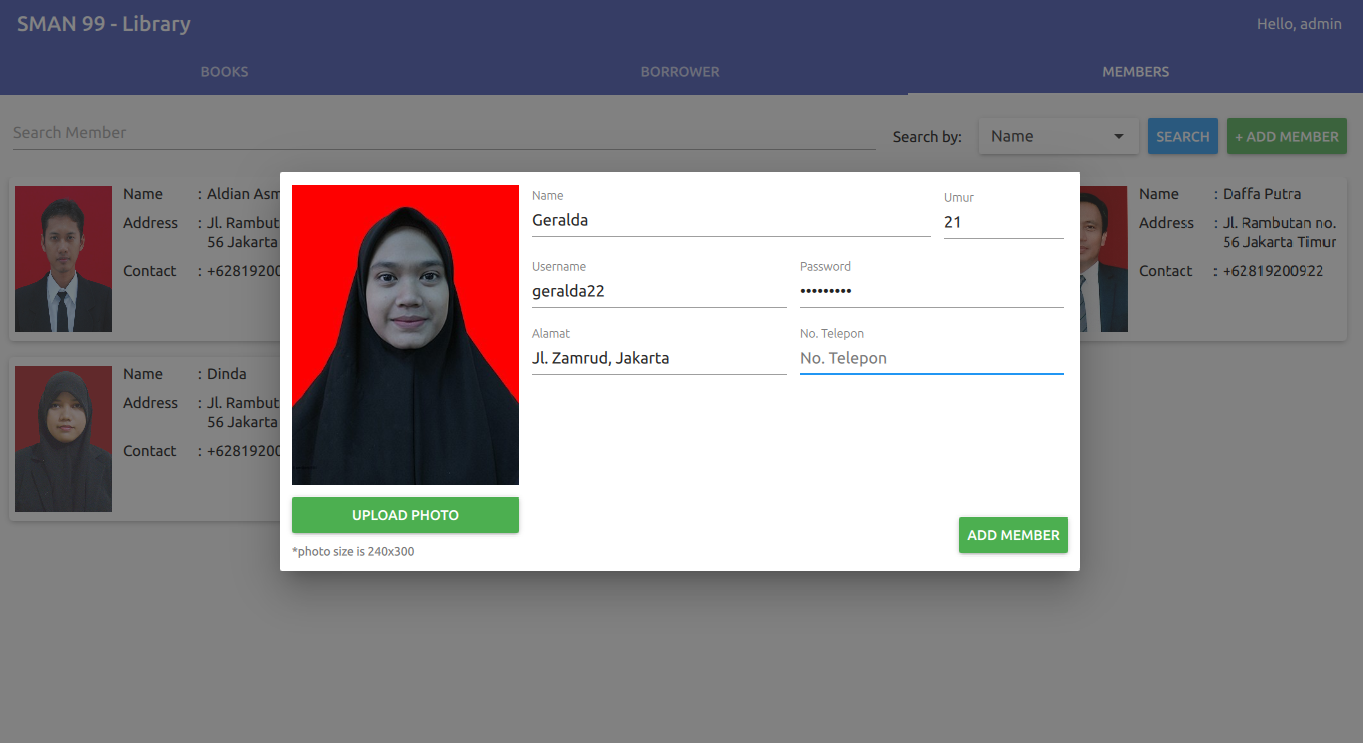 SMAN 99 - Library
Hello, admin
BOOKS
BORROWER
MEMBERS
Search Member
Search by:
Name
SEARCH
+ ADD MEMBER
Name : Aldian Asm
Address : Jl. Rambut
56 Jakarta
Contact : +62819200
Name : Daffa Putra
Address : Jl. Rambutan no.
56 Jakarta Timur
Contact : +62819200922
Name : Dinda
Address : Jl. Rambut
56 Jakarta
Contact : +62819200
Name
Geralda
Umur
21
Username
geralda22
Password
•••••••••
Alamat
Jl. Zamrud, Jakarta
No. Telepon
No. Telepon
UPLOAD PHOTO
*photo size is 240x300
ADD MEMBER